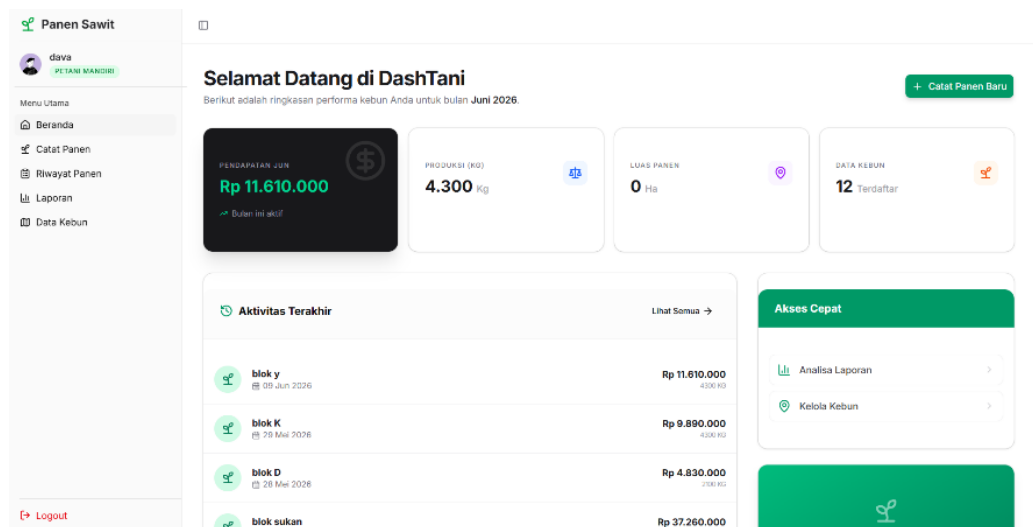 Panen Sawit
dava
PETANI MANDIRI
Menu Utama
Beranda
Catat Panen
Riwayat Panen
Laporan
Data Kebun
Logout
Selamat Datang di DashTani
Berikut adalah ringkasan performa kebun Anda untuk bulan Juni 2026.
+ Catat Panen Baru
PENDAPATAN JUN
Rp 11.610.000
Bulan ini aktif
PRODUKSI (KG)
4.300 Kg
LUAS PANEN
0 Ha
DATA KEBUN
12 Terdaftar
Aktivitas Terakhir
Lihat Semua →
blok y
09 Jun 2026
Rp 11.610.000
4300 KG
blok K
29 Mei 2026
Rp 9.890.000
4300 KG
blok D
28 Mei 2026
Rp 4.830.000
2100 KG
blok sukan
Rp 37.260.000
Akses Cepat
Analisa Laporan
Kelola Kebun